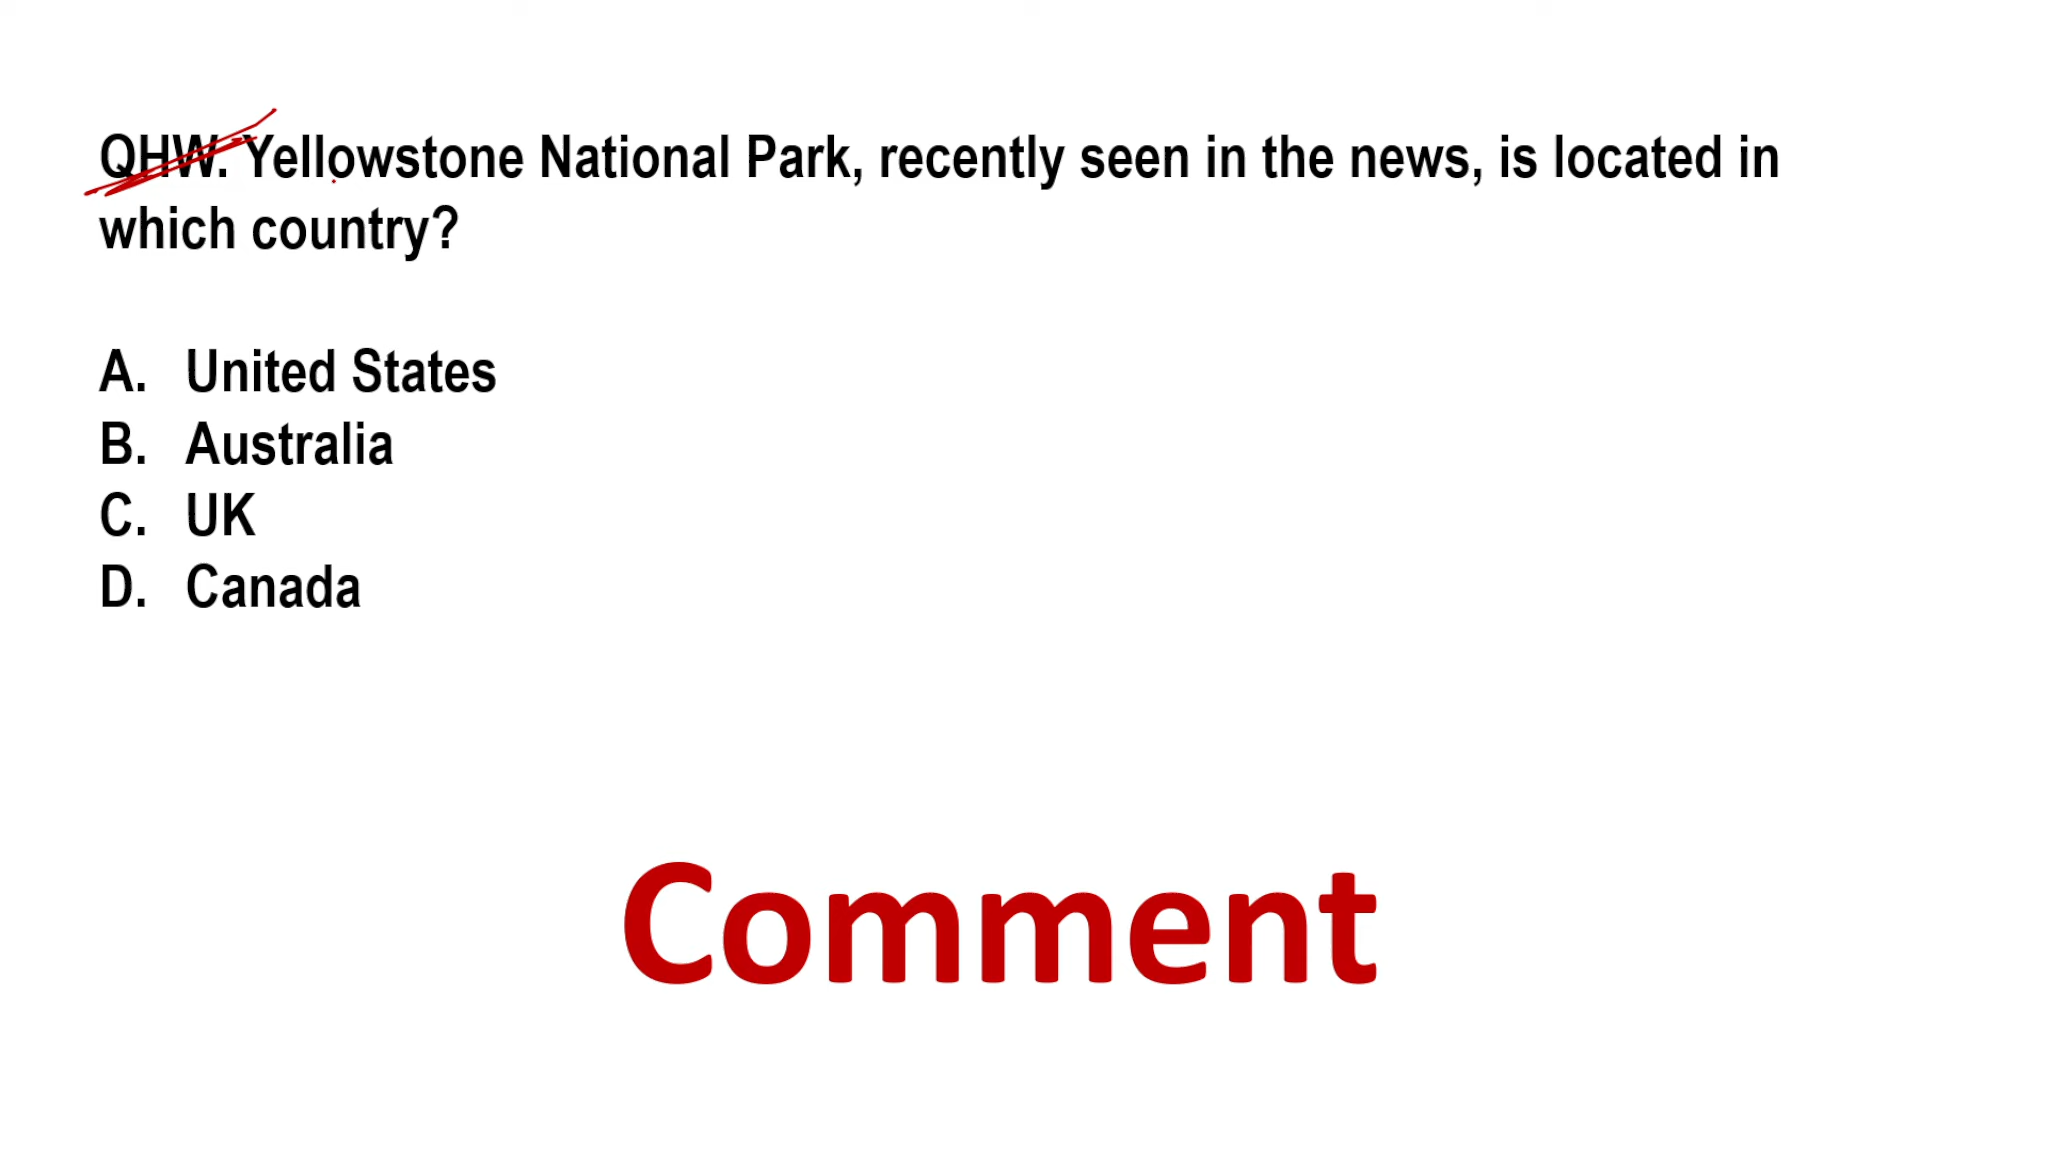 QHW. Yellowstone National Park, recently seen in the news, is located in
which country?
A. United States
B. Australia
C. UK
D. Canada
Comment